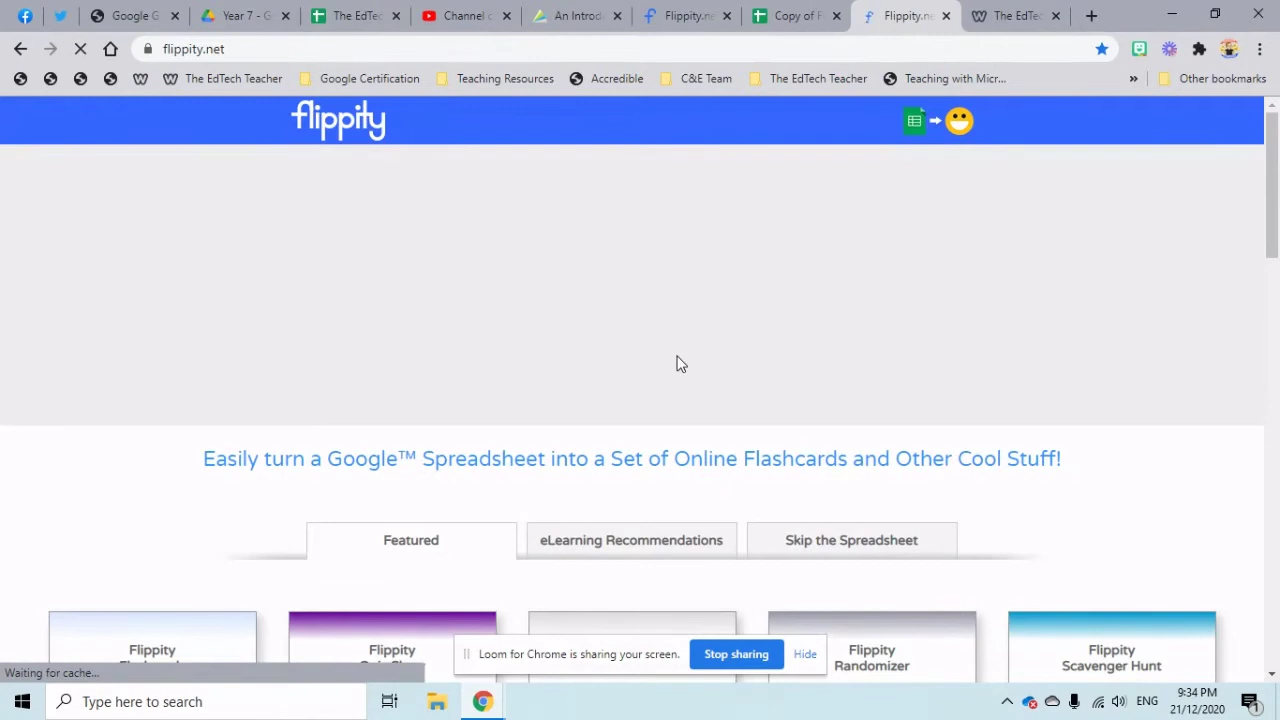 Google G
Year 7 - G
The EdTec
Channel c
An Introd
Flippity.n
Copy of F
Flippity.n
The EdTec
flippity.net
The EdTech Teacher
Google Certification
Teaching Resources
Accredible
C&E Team
The EdTech Teacher
Teaching with Micr...
»
Other bookmarks
flippity
Easily turn a Google™ Spreadsheet into a Set of Online Flashcards and Other Cool Stuff!
Featured
eLearning Recommendations
Skip the Spreadsheet
Flippity
Flippity
Flippity
Randomizer
Flippity
Scavenger Hunt
Loom for Chrome is sharing your screen.
Stop sharing
Hide
Waiting for cache...
Type here to search
ENG
9:34 PM
21/12/2020